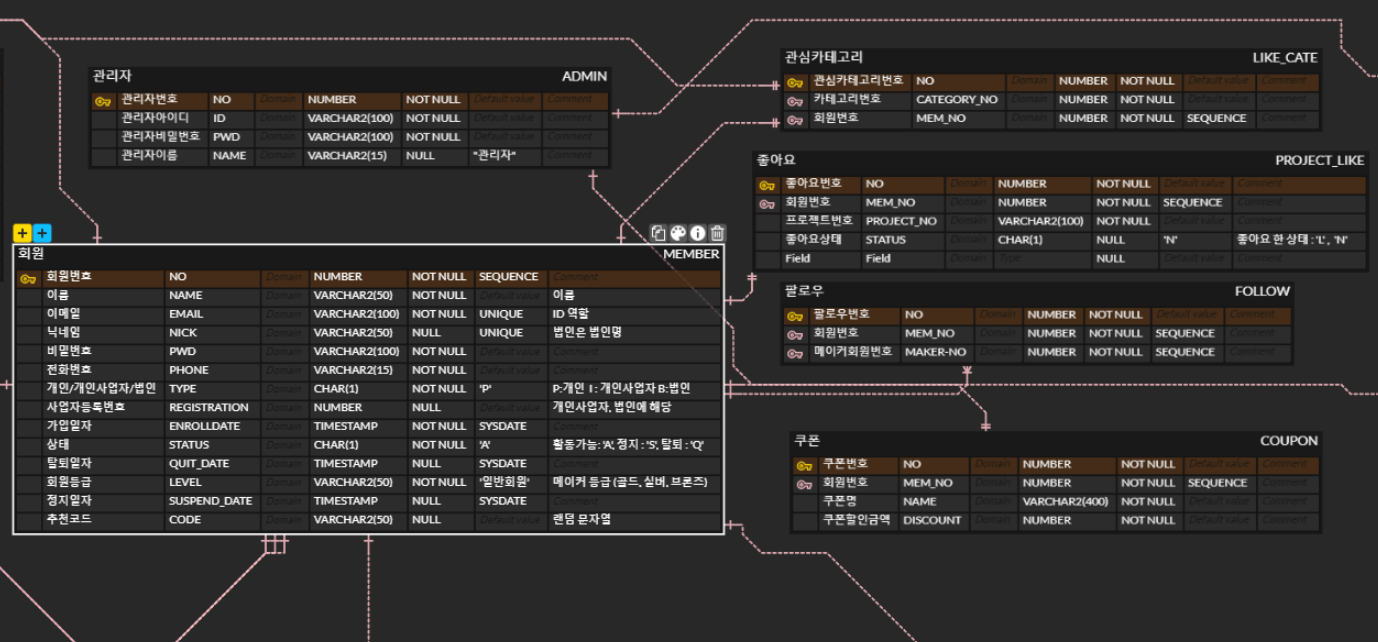 관리자 ADMIN
관리자번호 NO Domain NUMBER NOT NULL Default value Comment
관리자아이디 ID Domain VARCHAR2(100) NOT NULL Default value Comment
관리자비밀번호 PWD Domain VARCHAR2(100) NOT NULL Default value Comment
관리자이름 NAME Domain VARCHAR2(15) NULL "관리자" Comment
관심카테고리 LIKE_CATE
관심카테고리번호 NO Domain NUMBER NOT NULL Default value Comment
카테고리번호 CATEGORY_NO Domain NUMBER NOT NULL Default value Comment
회원번호 MEM_NO Domain NUMBER NOT NULL SEQUENCE Comment
좋아요 PROJECT_LIKE
좋아요번호 NO Domain NUMBER NOT NULL Default value Comment
회원번호 MEM_NO Domain NUMBER NOT NULL SEQUENCE Comment
프로젝트번호 PROJECT_NO Domain VARCHAR2(100) NOT NULL Default value Comment
좋아요상태 STATUS Domain CHAR(1) NULL 'N' 좋아요 한 상태 : 'L', 'N'
Field Field Domain Type NULL Default value Comment
회원 MEMBER
회원번호 NO Domain NUMBER NOT NULL SEQUENCE Comment
이름 NAME Domain VARCHAR2(50) NOT NULL Default value 이름
이메일 EMAIL Domain VARCHAR2(100) NOT NULL UNIQUE ID 역할
닉네임 NICK Domain VARCHAR2(50) NULL UNIQUE 법인은 법인명
비밀번호 PWD Domain VARCHAR2(100) NOT NULL Default value Comment
전화번호 PHONE Domain VARCHAR2(15) NULL Default value Comment
개인/개인사업자/법인 TYPE Domain CHAR(1) NOT NULL 'P' P:개인 I : 개인사업자 B:법인
사업자등록번호 REGISTRATION Domain NUMBER NULL Default value 개인사업자, 법인에 해당
가입일자 ENROLLDATE Domain TIMESTAMP NOT NULL SYSDATE Comment
상태 STATUS Domain CHAR(1) NOT NULL 'A' 활동가능: 'A', 정지 : 'S', 탈퇴 : 'Q'
탈퇴일자 QUIT_DATE Domain TIMESTAMP NULL SYSDATE Comment
회원등급 LEVEL Domain VARCHAR2(50) NOT NULL '일반회원' 메이커 등급 (골드, 실버, 브론즈)
정지일자 SUSPEND_DATE Domain TIMESTAMP NULL SYSDATE Comment
추천코드 CODE Domain VARCHAR2(50) NULL Default value 랜덤 문자열
팔로우 FOLLOW
팔로우번호 NO Domain NUMBER NOT NULL Default value Comment
회원번호 MEM_NO Domain NUMBER NOT NULL SEQUENCE Comment
메이커회원번호 MAKER-NO Domain NUMBER NOT NULL SEQUENCE Comment
쿠폰 COUPON
쿠폰번호 NO Domain NUMBER NOT NULL Default value Comment
회원번호 MEM_NO Domain NUMBER NOT NULL SEQUENCE Comment
쿠폰명 NAME Domain VARCHAR2(400) NOT NULL Default value Comment
쿠폰할인금액 DISCOUNT Domain NUMBER NOT NULL Default value Comment